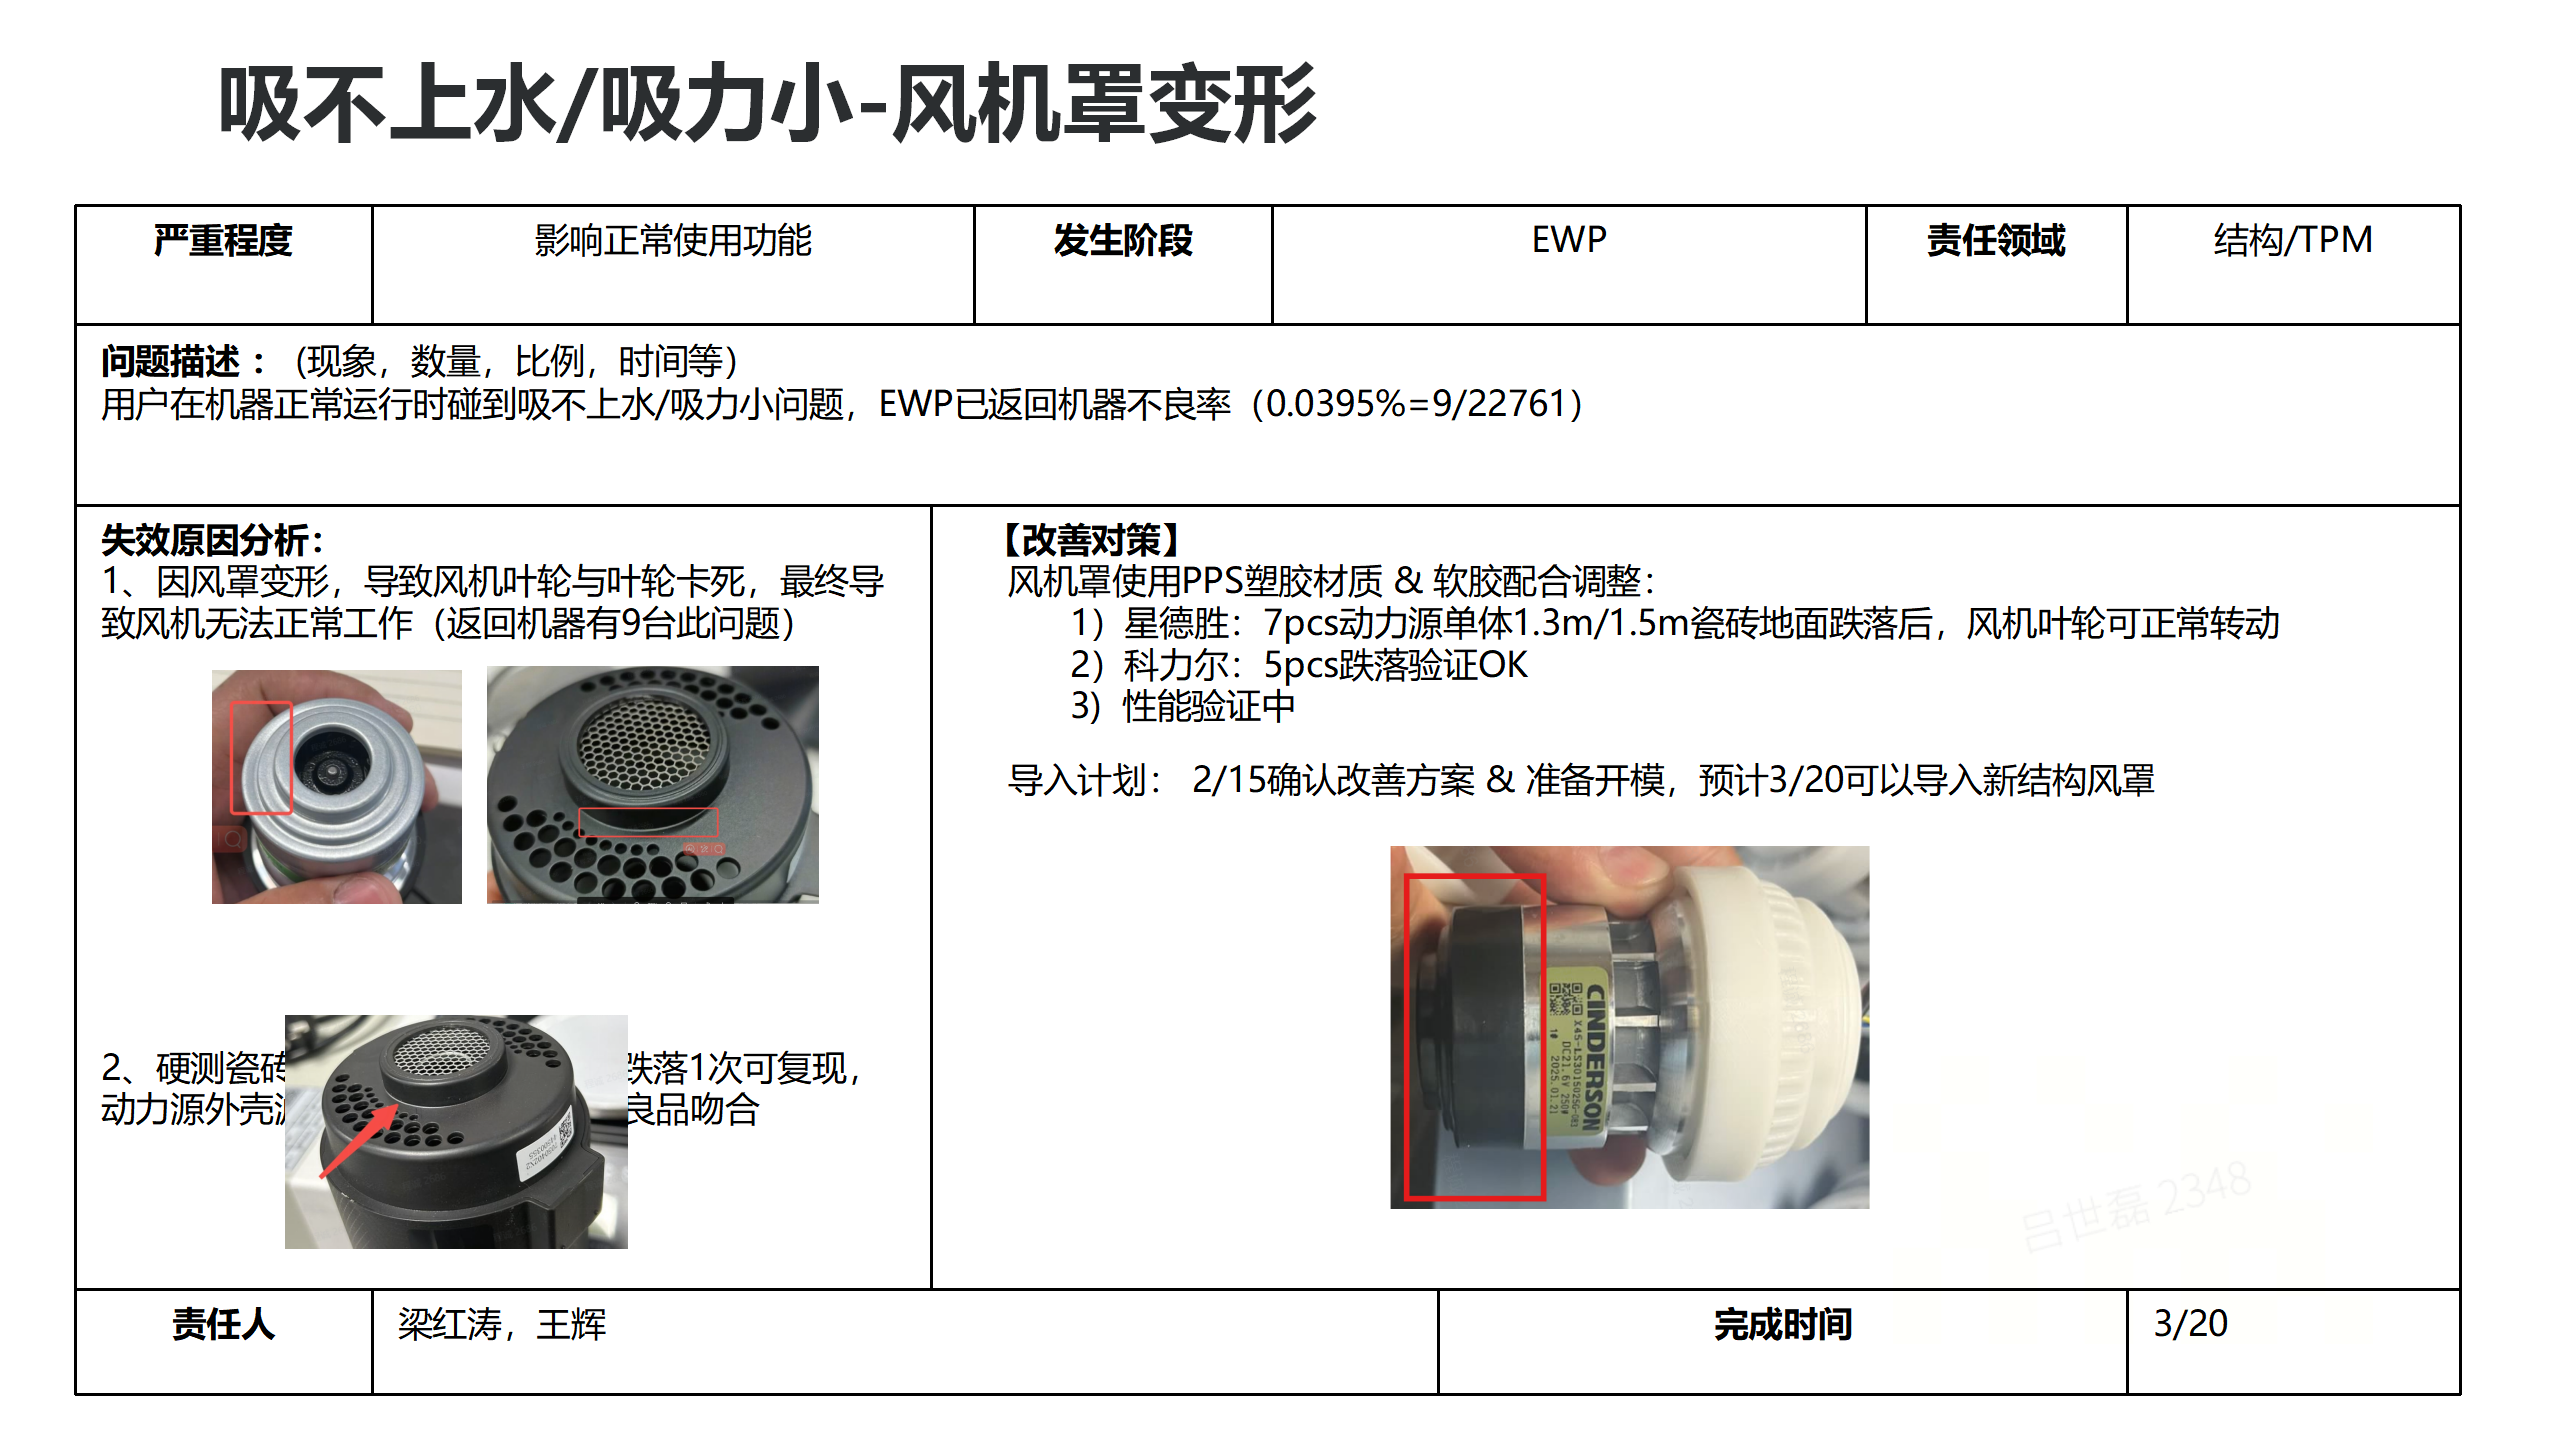 吸不上水/吸力小-风机罩变形
严重程度
影响正常使用功能
发生阶段
EWP
责任领域
结构/TPM
问题描述 ： (现象，数量，比例，时间等)
用户在机器正常运行时碰到吸不上水/吸力小问题，EWP已返回机器不良率（0.0395%=9/22761）
失效原因分析：
1、因风罩变形，导致风机叶轮与叶轮卡死，最终导
致风机无法正常工作（返回机器有9台此问题）
2、硬测瓷砖 跌落1次可复现，
动力源外壳 良品吻合
【改善对策】
风机罩使用PPS塑胶材质 & 软胶配合调整：
1）星德胜：7pcs动力源单体1.3m/1.5m瓷砖地面跌落后，风机叶轮可正常转动
2）科力尔：5pcs跌落验证OK
3）性能验证中
导入计划： 2/15确认改善方案 & 准备开模，预计3/20可以导入新结构风罩
CINDERSON
DC21.6V 250W
2025.01.21
吕世磊 2348
责任人
梁红涛，王辉
完成时间
3/20